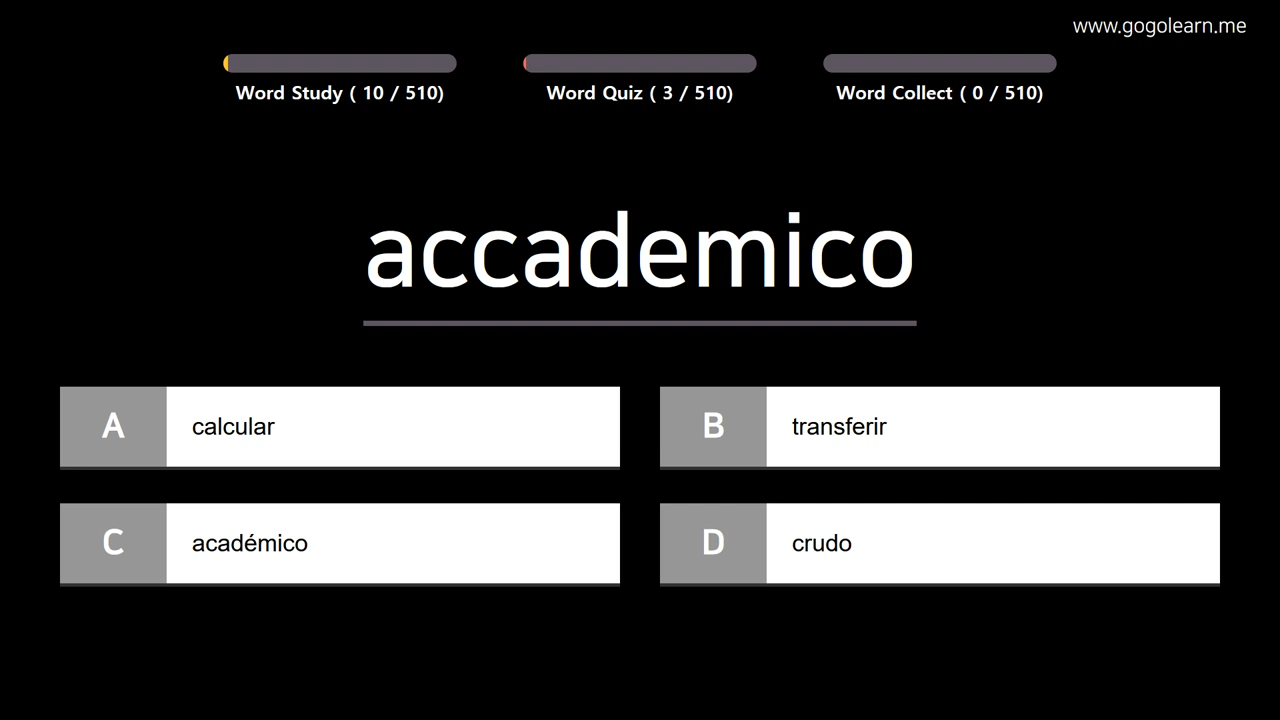 www.gogolearn.me
Word Study ( 10 / 510)
Word Quiz ( 3 / 510)
Word Collect ( 0 / 510)
accademico
A calcular
B transferir
C académico
D crudo